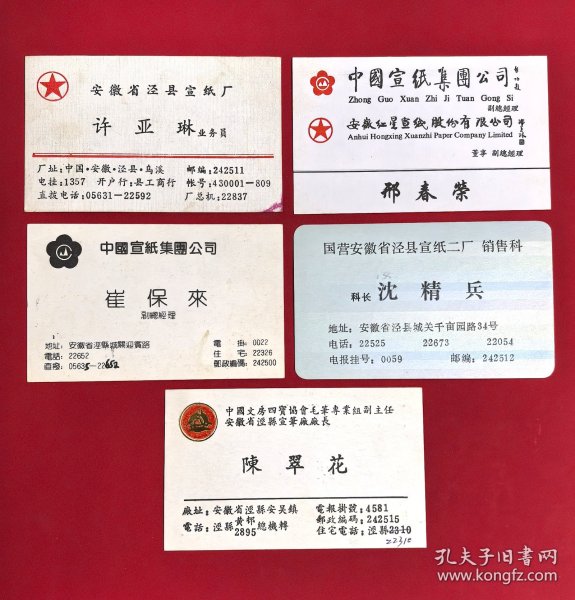 安徽省泾县宣纸厂
许亚琳业务员
厂址:中国·安徽·泾县·乌溪 邮编:242511
电挂:1357 开户行:县工商行 帐号:430001—809
直拨电话:05631—22592 厂总机:22837
中國宣纸集團公司
Zhong Guo Xuan Zhi Ji Tuan Gong Si
副總經理
安徽红星宣纸股份有限公司
Anhui Hongxing Xuanzhi Paper Company Limited
董事 副總經理
邢春榮
中國宣紙集團公司
崔保來
副總經理
地址: 安徽省涇縣城關迎賓路
電話: 22652
直撥: 05635-22652
電掛: 0022
住宅: 22326
郵政編碼: 242500
国营安徽省泾县宣纸二厂 销售科
科长 沈精兵
地址: 安徽省泾县城关千亩园路34号
电话: 22525 22673 22054
电报挂号: 0059 邮编: 242512
中國文房四寶協會毛筆專業組副主任
安徽省涇縣宣筆廠廠長
陳翠花
廠址: 安徽省涇縣安吴鎮
電話: 涇縣黄邨2895總機轉
電報掛號: 4581
郵政編碼: 242515
住宅電話: 涇縣2310
22310
孔夫子旧书网
www.kongfz.com